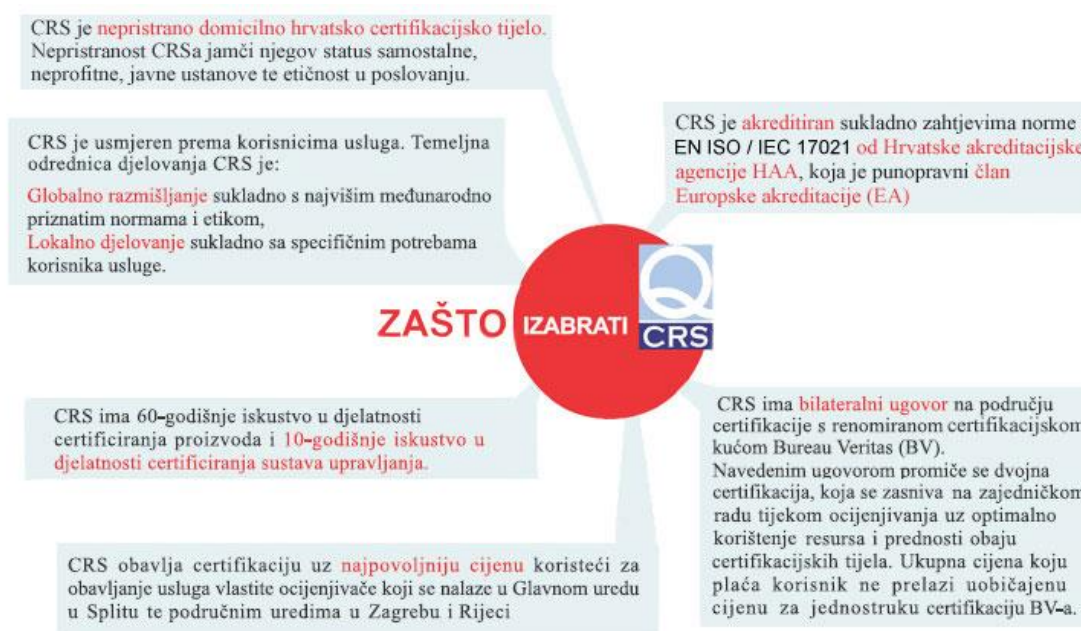 CRS je nepristrano domicilno hrvatsko certifikacijsko tijelo.
Nepristranost CRSa jamči njegov status samostalne,
neprofitne, javne ustanove te etičnost u poslovanju.
CRS je usmjeren prema korisnicima usluga. Temeljna
odrednica djelovanja CRS je:
Globalno razmišljanje sukladno s najvišim međunarodno
priznatim normama i etikom,
Lokalno djelovanje sukladno sa specifičnim potrebama
korisnika usluge.
CRS je akreditiran sukladno zahtjevima norme
EN ISO / IEC 17021 od Hrvatske akreditacijske
agencije HAA, koja je punopravni član
Europske akreditacije (EA)
ZAŠTO IZABRATI
Q
CRS
CRS ima 60-godišnje iskustvo u djelatnosti
certificiranja proizvoda i 10-godišnje iskustvo u
djelatnosti certificiranja sustava upravljanja.
CRS obavlja certifikaciju uz najpovoljniju cijenu koristeći za
obavljanje usluga vlastite ocijenjivače koji se nalaze u Glavnom uredu
u Splitu te područnim uredima u Zagrebu i Rijeci
CRS ima bilateralni ugovor na području
certifikacije s renomiranom certifikacijskom
kućom Bureau Veritas (BV).
Navedenim ugovorom promiče se dvojna
certifikacija, koja se zasniva na zajedničkom
radu tijekom ocijenjivanja uz optimalno
korištenje resursa i prednosti obaju
certifikacijskih tijela. Ukupna cijena koju
plaća korisnik ne prelazi uobičajenu
cijenu za jednostruku certifikaciju BV-a.